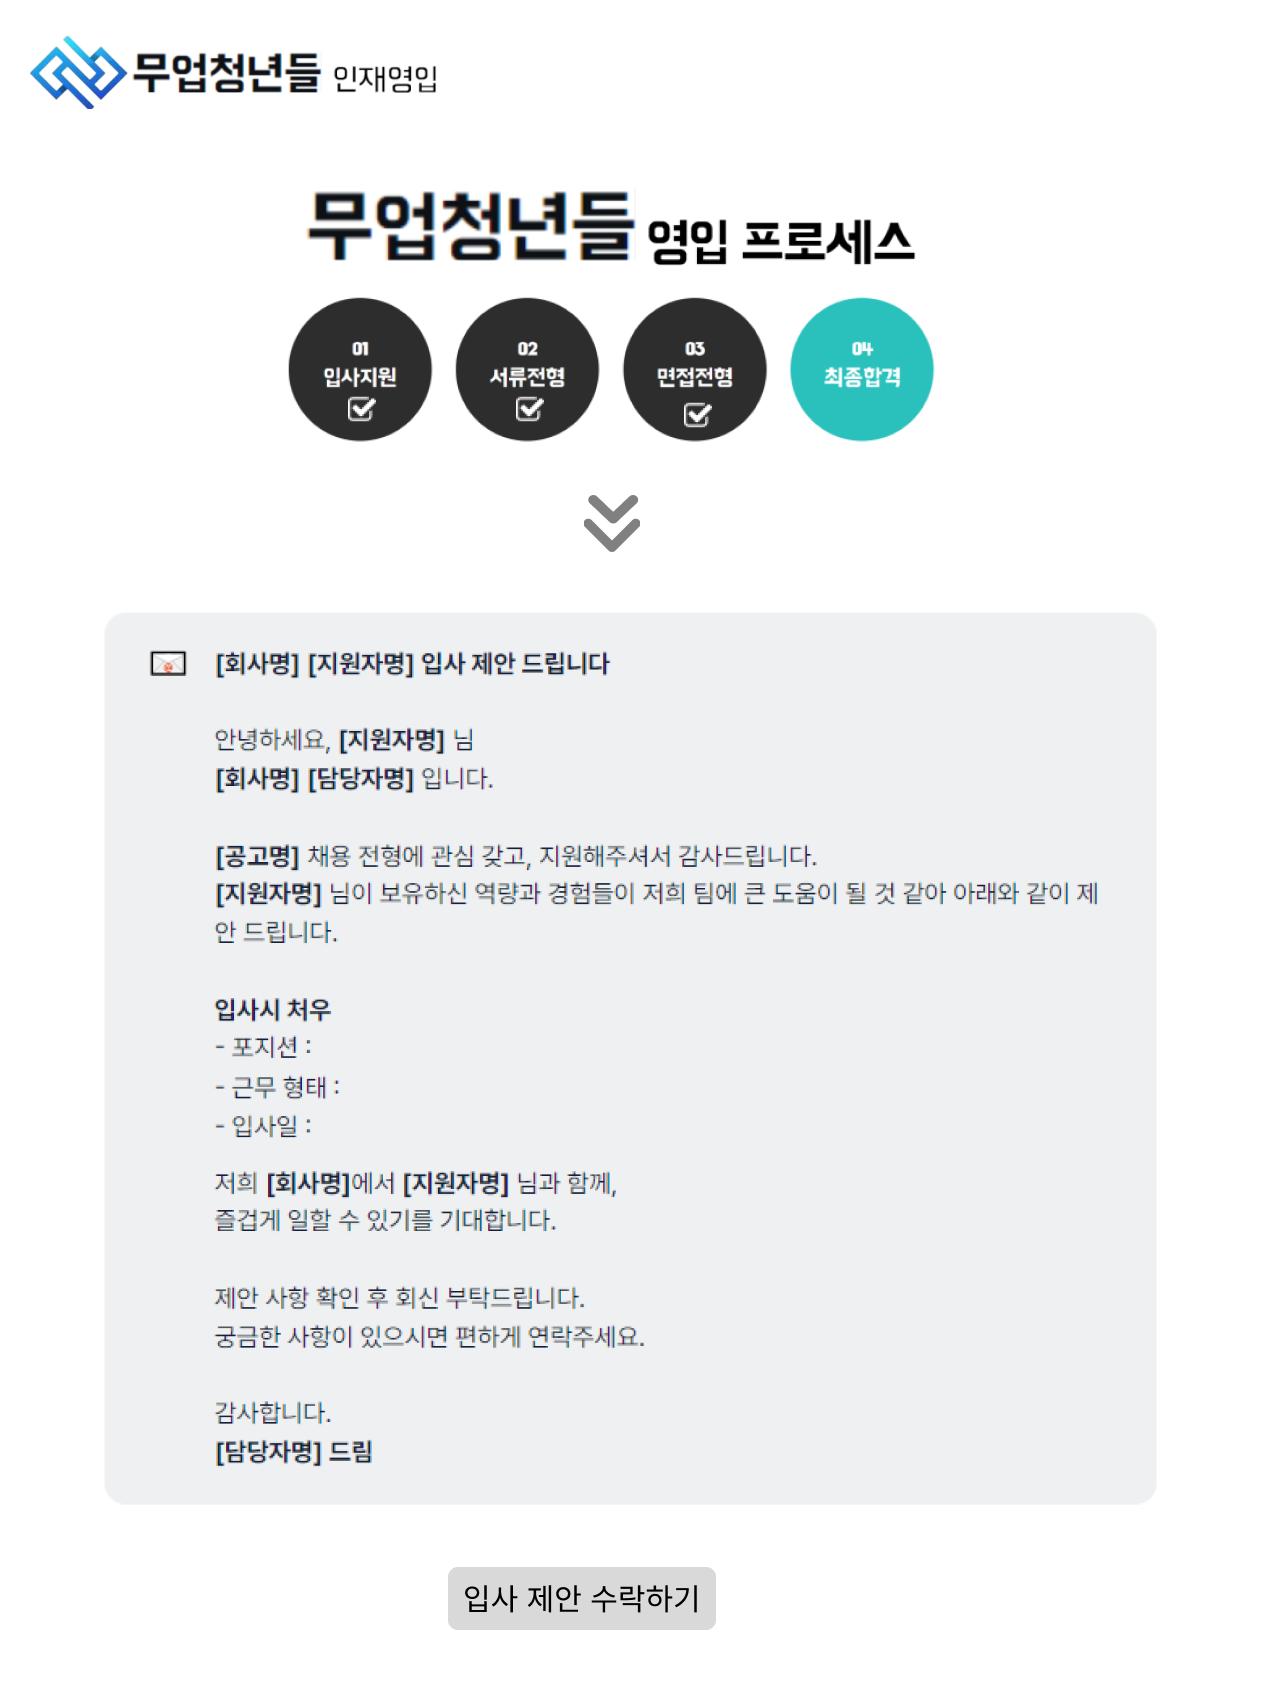 무업청년들 인재영입
무업청년들 영입 프로세스
01
입사지원
02
서류전형
03
면접전형
04
최종합격
[회사명] [지원자명] 입사 제안 드립니다
안녕하세요, [지원자명] 님
[회사명] [담당자명] 입니다.
[공고명] 채용 전형에 관심 갖고, 지원해주셔서 감사드립니다.
[지원자명] 님이 보유하신 역량과 경험들이 저희 팀에 큰 도움이 될 것 같아 아래와 같이 제
안 드립니다.
입사시 처우
- 포지션 :
- 근무 형태 :
- 입사일 :
저희 [회사명]에서 [지원자명] 님과 함께,
즐겁게 일할 수 있기를 기대합니다.
제안 사항 확인 후 회신 부탁드립니다.
궁금한 사항이 있으시면 편하게 연락주세요.
감사합니다.
[담당자명] 드림
입사 제안 수락하기